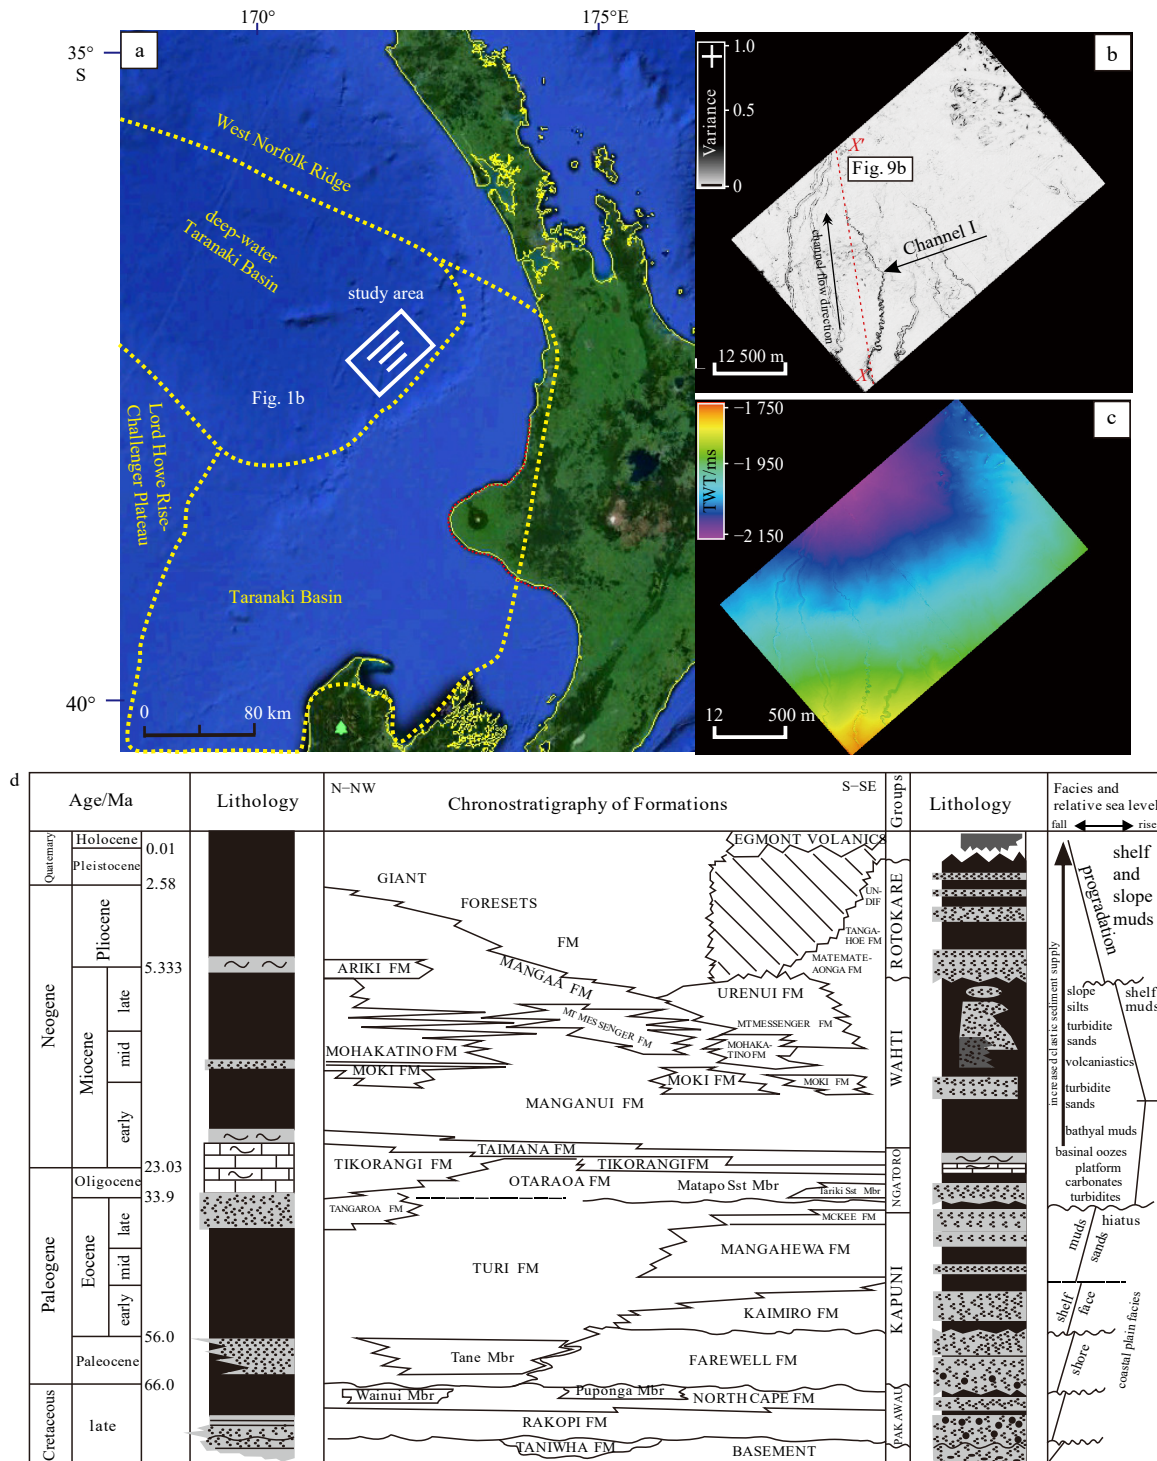 170°
175°E
35°
S
a
West Norfolk Ridge
deep-water
Taranaki Basin
study area
Fig. 1b
Lord Howe Rise-
Challenger Plateau
Taranaki Basin
40°
0
80 km
b
+
1.0
0.5
0
Variance
X'
Fig. 9b
Channel I
channel flow direction
X
12 500 m
c
−1 750
−1 950
−2 150
TWT/ms
12 500 m
d
Age/Ma
Lithology
N−NW
S−SE
Chronostratigraphy of Formations
Groups
Lithology
Facies and
relative sea level
fall
rise
Quaternary
Holocene
0.01
Pleistocene
2.58
Neogene
Pliocene
5.333
Miocene
late
mid
early
23.03
Paleogene
Oligocene
33.9
Eocene
late
mid
early
56.0
Paleocene
66.0
Cretaceous
late
EGMONT VOLCANICS
GIANT
FORESETS
FM
UN-
DIF
TANGA-
HOE FM
MATEMATE-
AONGA FM
ARIKI FM
MANGAA FM
URENUI FM
MT MESSENGER FM
MTMESSENGER FM
MOHAKATINO FM
MOHAKA-
TINO FM
MOKI FM
MOKI FM
MOKI FM
MANGANUI FM
TAIMANA FM
TIKORANGI FM
TIKORANGI FM
OTARAOA FM
Matapo Sst Mbr
Tariki Sst Mbr
TANGAROA FM
MCKEE FM
MANGAHEWA FM
TURI FM
KAIMIRO FM
Tane Mbr
FAREWELL FM
Wainui Mbr
Puponga Mbr
NORTH CAPE FM
RAKOPI FM
TANIWHA FM
BASEMENT
ROTOKARE
WAHTI
NGATORO
KAPUNI
PAKAWAU
increased clastic sediment supply
progradation
shelf
and
slope
muds
slope
silts
shelf
muds
turbidite
sands
volcaniastics
turbidite
sands
bathyal muds
basinal oozes
platform
carbonates
turbidites
hiatus
muds
sands
shelf
face
shore
coastal plain facies